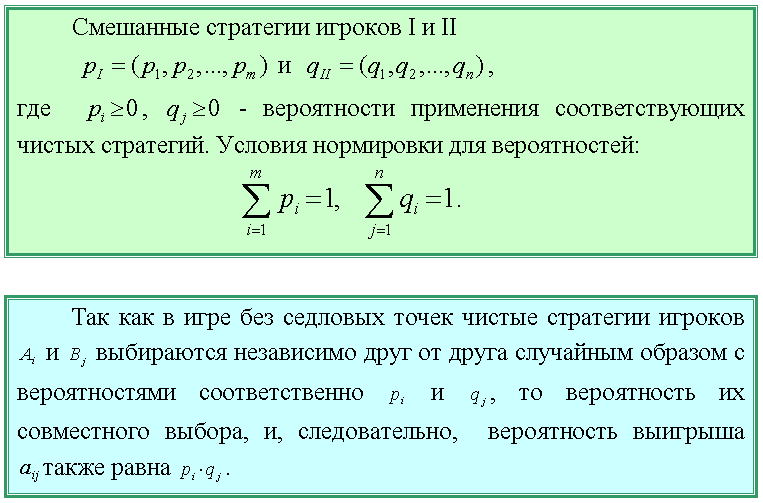 Смешанные стратегии игроков I и II
p_I = (p_1, p_2, ..., p_m) и q_II = (q_1, q_2, ..., q_n),
где p_i ≥ 0, q_j ≥ 0 - вероятности применения соответствующих
чистых стратегий. Условия нормировки для вероятностей:
\sum_{i=1}^{m} p_i = 1, \sum_{j=1}^{n} q_i = 1.
Так как в игре без седловых точек чистые стратегии игроков
A_i и B_j выбираются независимо друг от друга случайным образом с
вероятностями соответственно p_i и q_j, то вероятность их
совместного выбора, и, следовательно, вероятность выигрыша
a_ij также равна p_i · q_j.